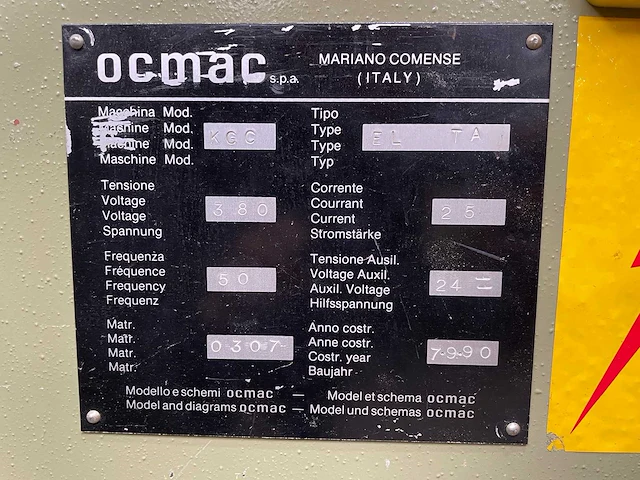 ocmac s.p.a. MARIANO COMENSE
(ITALY)
Macchina Mod. Tipo
Machine Mod. KGC Type EL TA
Machine Mod. Type
Maschine Mod. Typ
Tensione Corrente
Voltage 380 Courrant 25
Voltage Current
Spannung Stromstärke
Frequenza Tensione Ausil.
Fréquence Voltage Auxil.
Frequency 50 Auxil. Voltage 24 =
Frequenz Hilfsspannung
Matr. Anno costr.
Matr. Anne costr.
Matr. 0307 Costr. year 7-9-90
Matr. Baujahr
Modello e schemi ocmac — Model et schema ocmac
Model and diagrams ocmac — Model und schemas ocmac